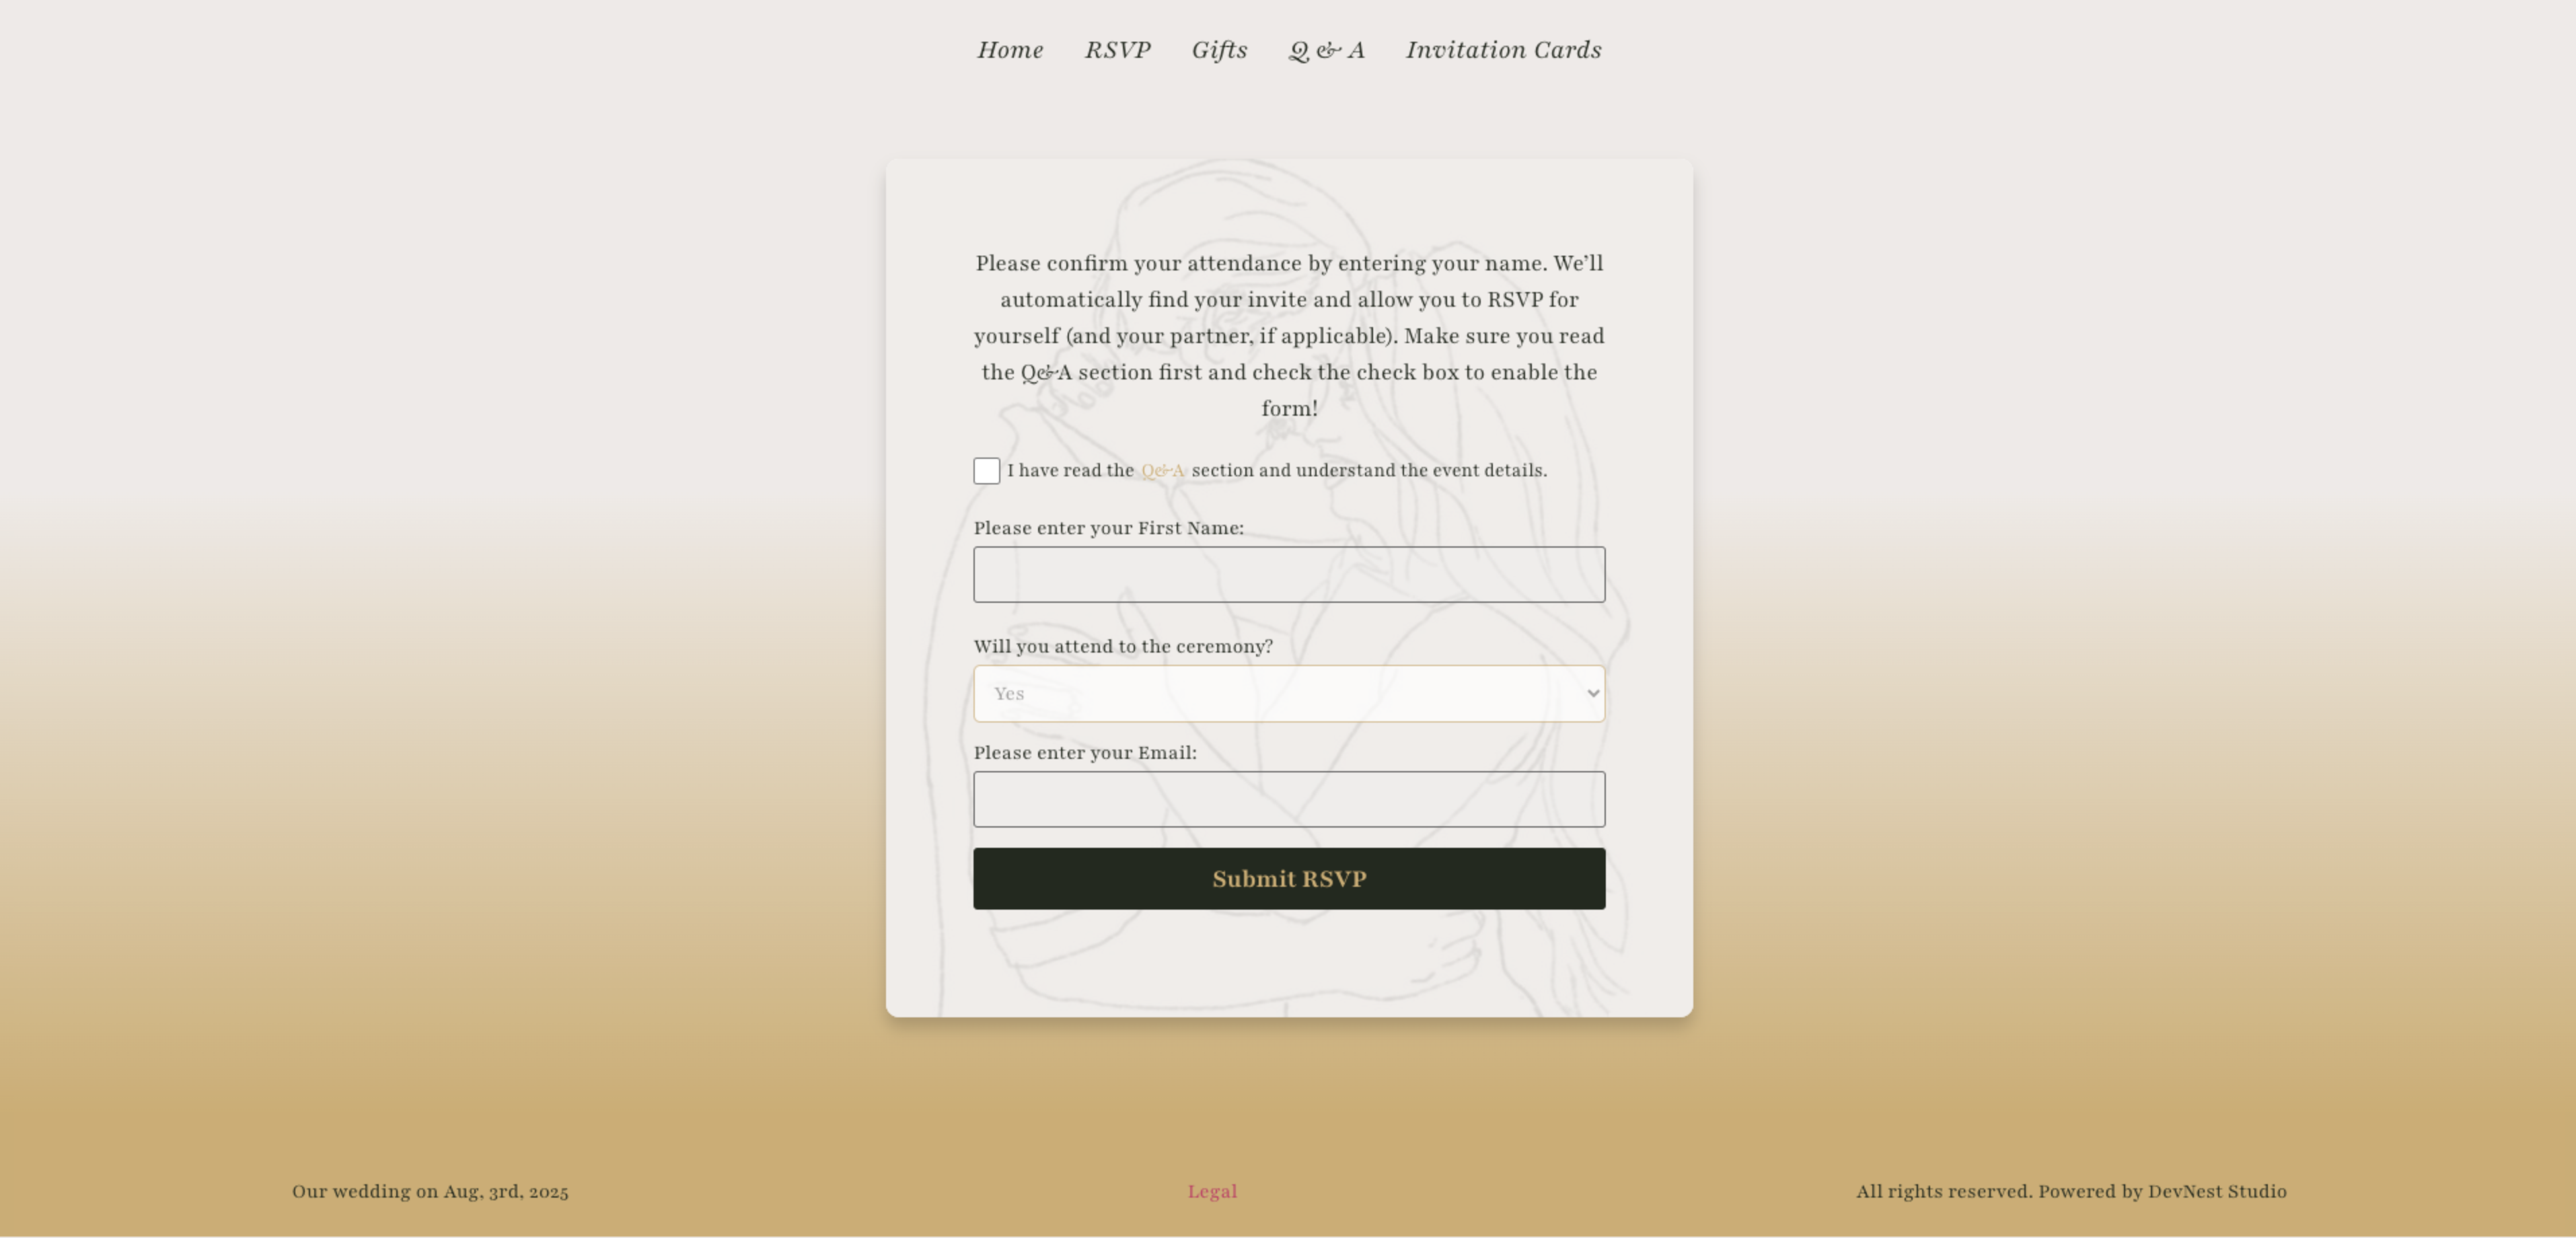 Home RSVP Gifts Q & A Invitation Cards
Please confirm your attendance by entering your name. We’ll
automatically find your invite and allow you to RSVP for
yourself (and your partner, if applicable). Make sure you read
the Q&A section first and check the check box to enable the
form!
I have read the Q&A section and understand the event details.
Please enter your First Name:
Will you attend to the ceremony?
Yes
Please enter your Email:
Submit RSVP
Our wedding on Aug, 3rd, 2025 Legal All rights reserved. Powered by DevNest Studio